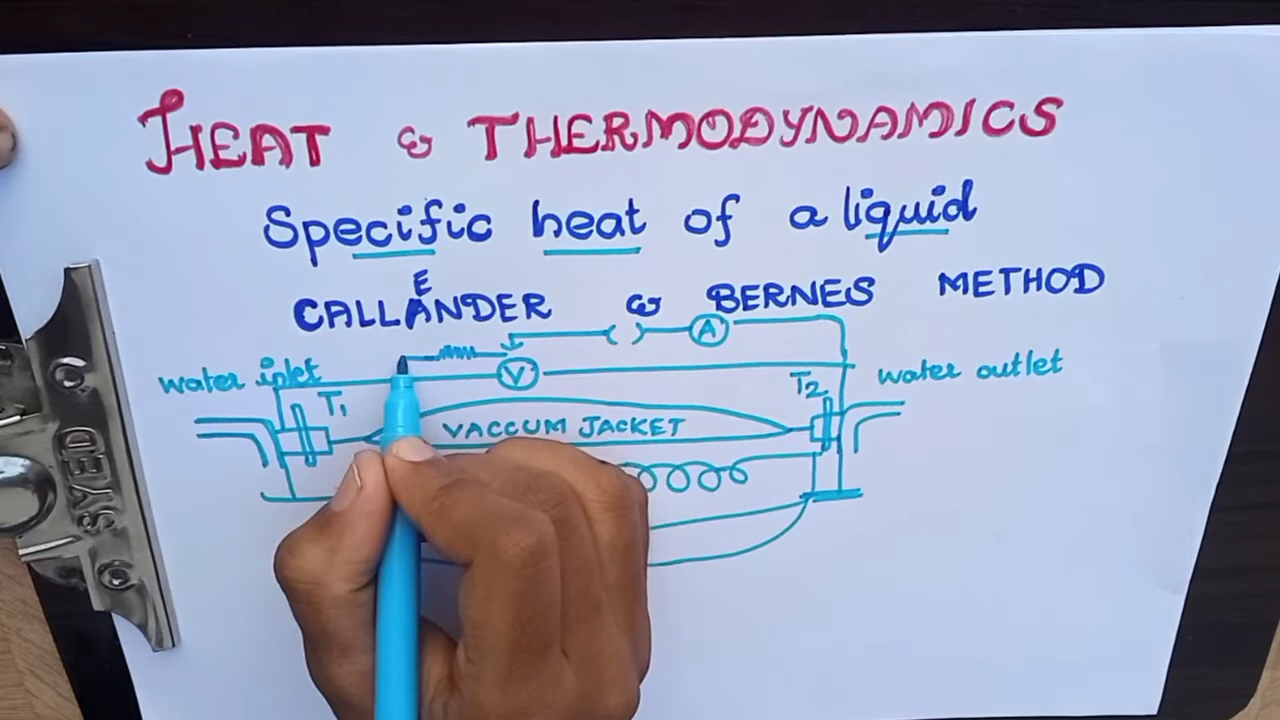 HEAT & THERMODYNAMICS
Specific heat of a liquid
E
CALLANDER & BERNES METHOD
A
water inlet V T2 water outlet
T1
VACCUM JACKET
SYED